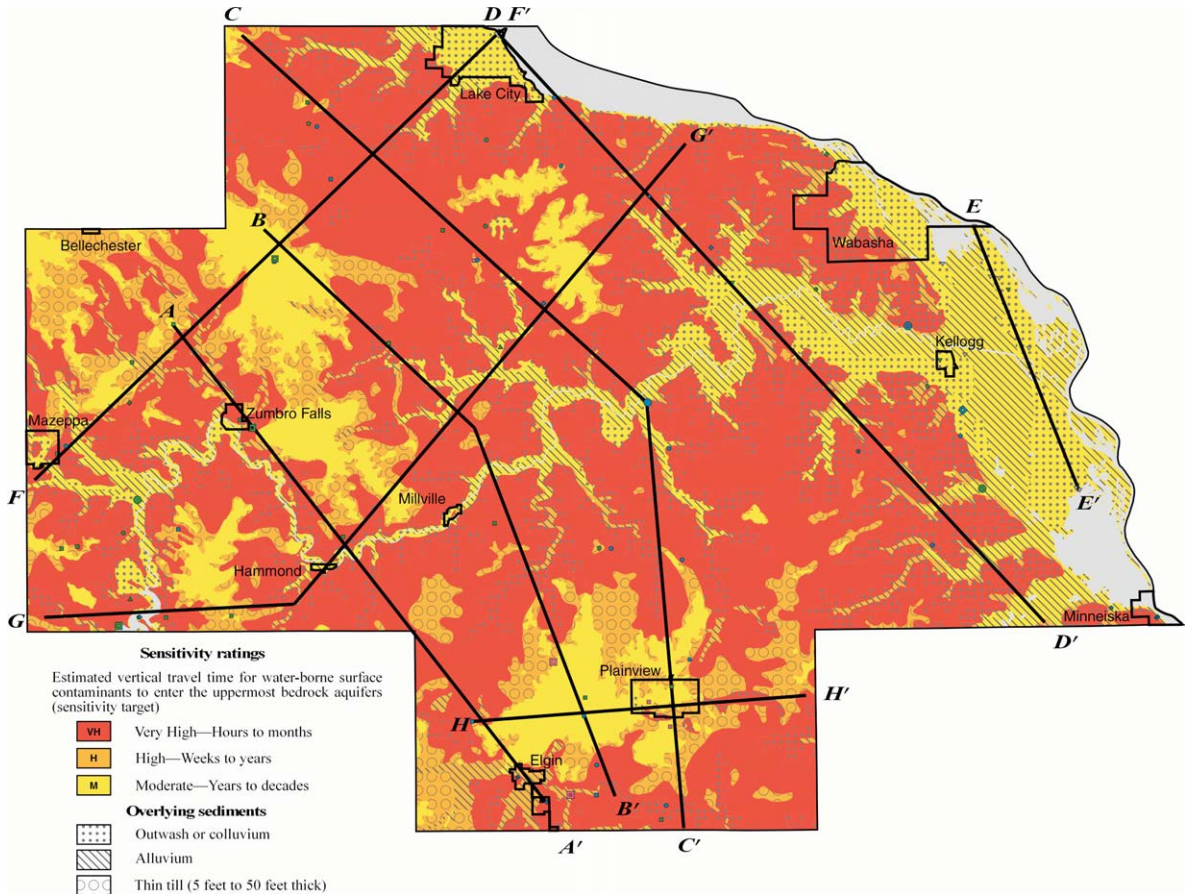 C
D F'
Lake City
G'
B
E
Bellechester
Wabasha
A
Kellogg
Mazeppa
Zumbro Falls
F
Millville
E'
Hammond
G
Minneiska
D'
Sensitivity ratings
Estimated vertical travel time for water-borne surface
contaminants to enter the uppermost bedrock aquifers
(sensitivity target)
VH Very High—Hours to months
H High—Weeks to years
M Moderate—Years to decades
Overlying sediments
Outwash or colluvium
Alluvium
Thin till (5 feet to 50 feet thick)
Plainview
H'
H
Elgin
B'
A'
C'